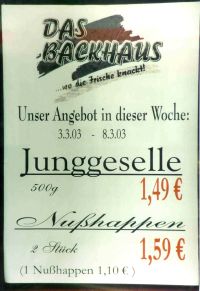 DAS
BACKHAUS
...wo die Frische knackt!
Unser Angebot in dieser Woche:
3.3.03 - 8.3.03
Junggeselle
500g 1,49 €
Nußhappen
2 Stück 1,59 €
(1 Nußhappen 1,10 € )